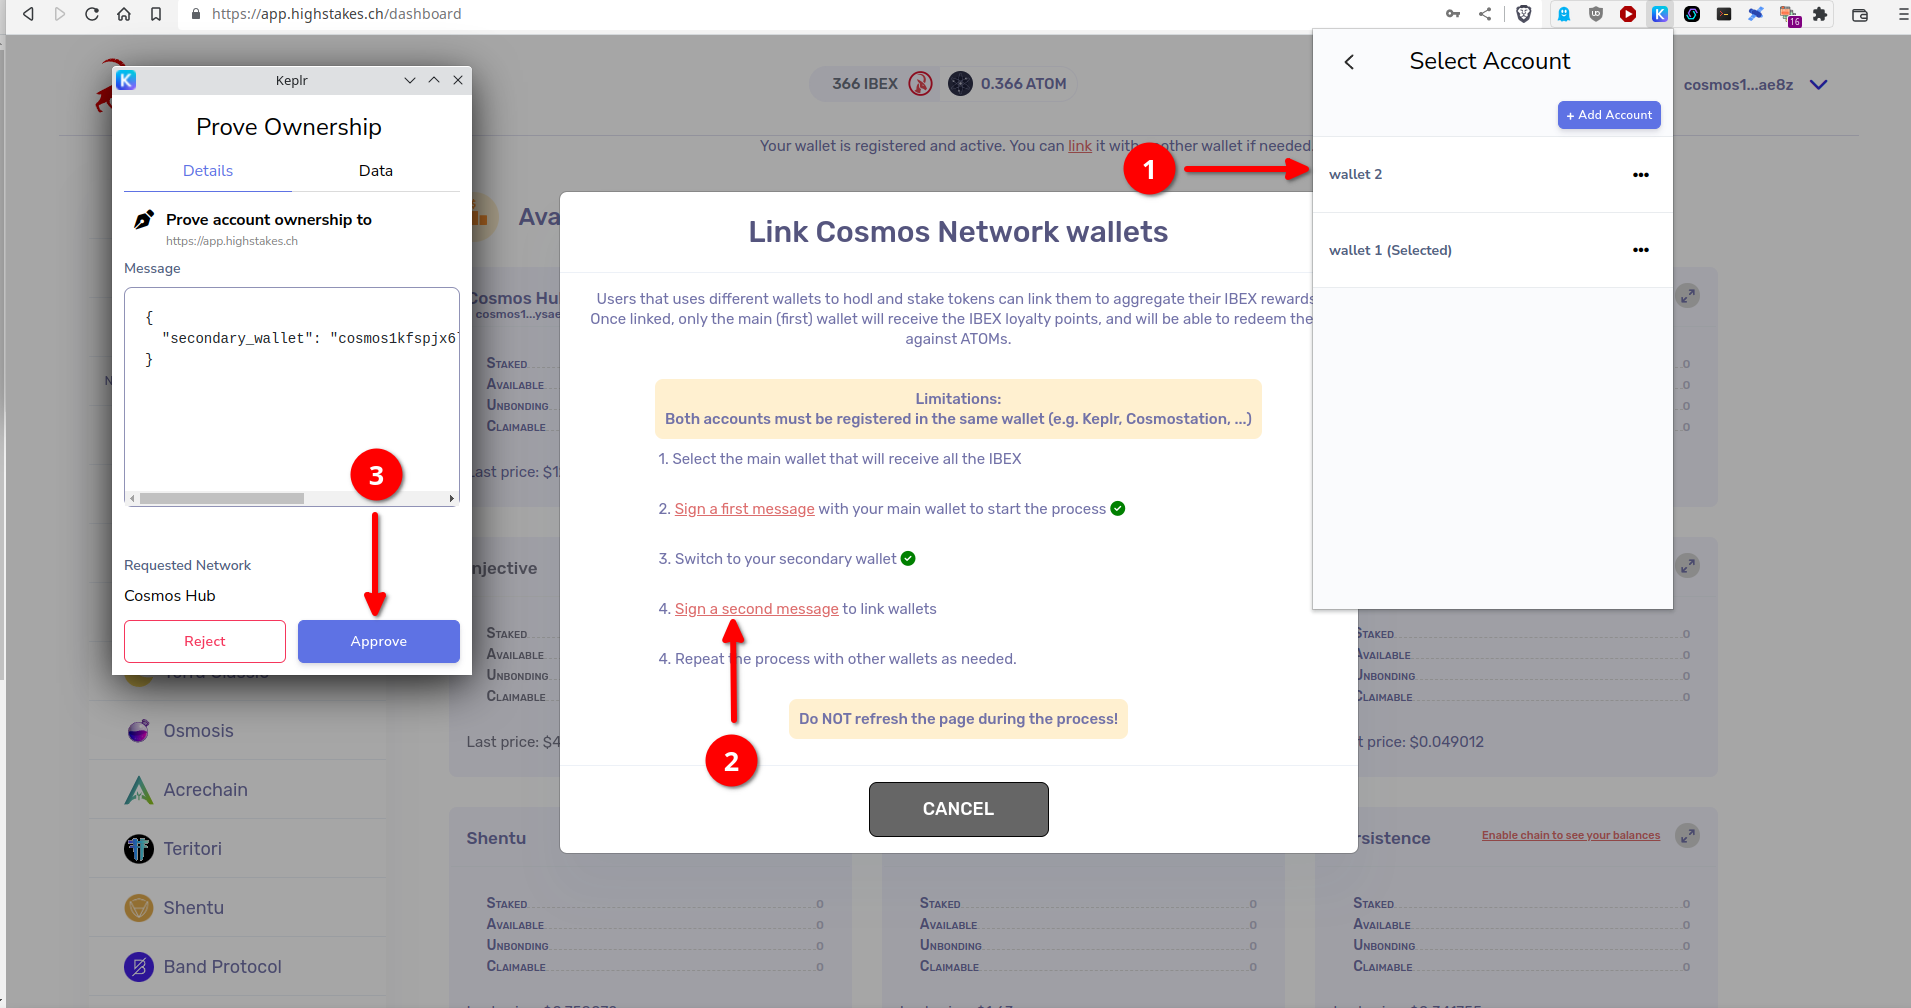 https://app.highstakes.ch/dashboard
16
366 IBEX
0.366 ATOM
cosmos1...ae8z
Your wallet is registered and active. You can link it with another wallet if needed.
Keplr
Prove Ownership
Details
Data
Prove account ownership to
https://app.highstakes.ch
Message
{
"secondary_wallet": "cosmos1kfspjx6
}
3
Requested Network
Cosmos Hub
Reject
Approve
Select Account
+ Add Account
1
wallet 2
wallet 1 (Selected)
Ava
Link Cosmos Network wallets
Cosmos Hu
cosmos1...ysae
Users that uses different wallets to hodl and stake tokens can link them to aggregate their IBEX rewards
Once linked, only the main (first) wallet will receive the IBEX loyalty points, and will be able to redeem the
against ATOMs.
Limitations:
Both accounts must be registered in the same wallet (e.g. Keplr, Cosmostation, ...)
1. Select the main wallet that will receive all the IBEX
2. Sign a first message with your main wallet to start the process
3. Switch to your secondary wallet
4. Sign a second message to link wallets
4. Repeat the process with other wallets as needed.
Do NOT refresh the page during the process!
2
CANCEL
Staked
Available
Unbonding
Claimable
Last price: $1
0
0
0
0
njective
Staked
Available
Unbonding
Claimable
Last price: $4
Staked 0
Available 0
Unbonding 0
Claimable 0
t price: $0.049012
Terra Classic
Osmosis
Acrechain
Teritori
Shentu
Band Protocol
Shentu
Staked 0
Available 0
Unbonding 0
Claimable 0
Staked 0
Available 0
Unbonding 0
Claimable 0
rsistence
Enable chain to see your balances
Staked 0
Available 0
Unbonding 0
Claimable 0